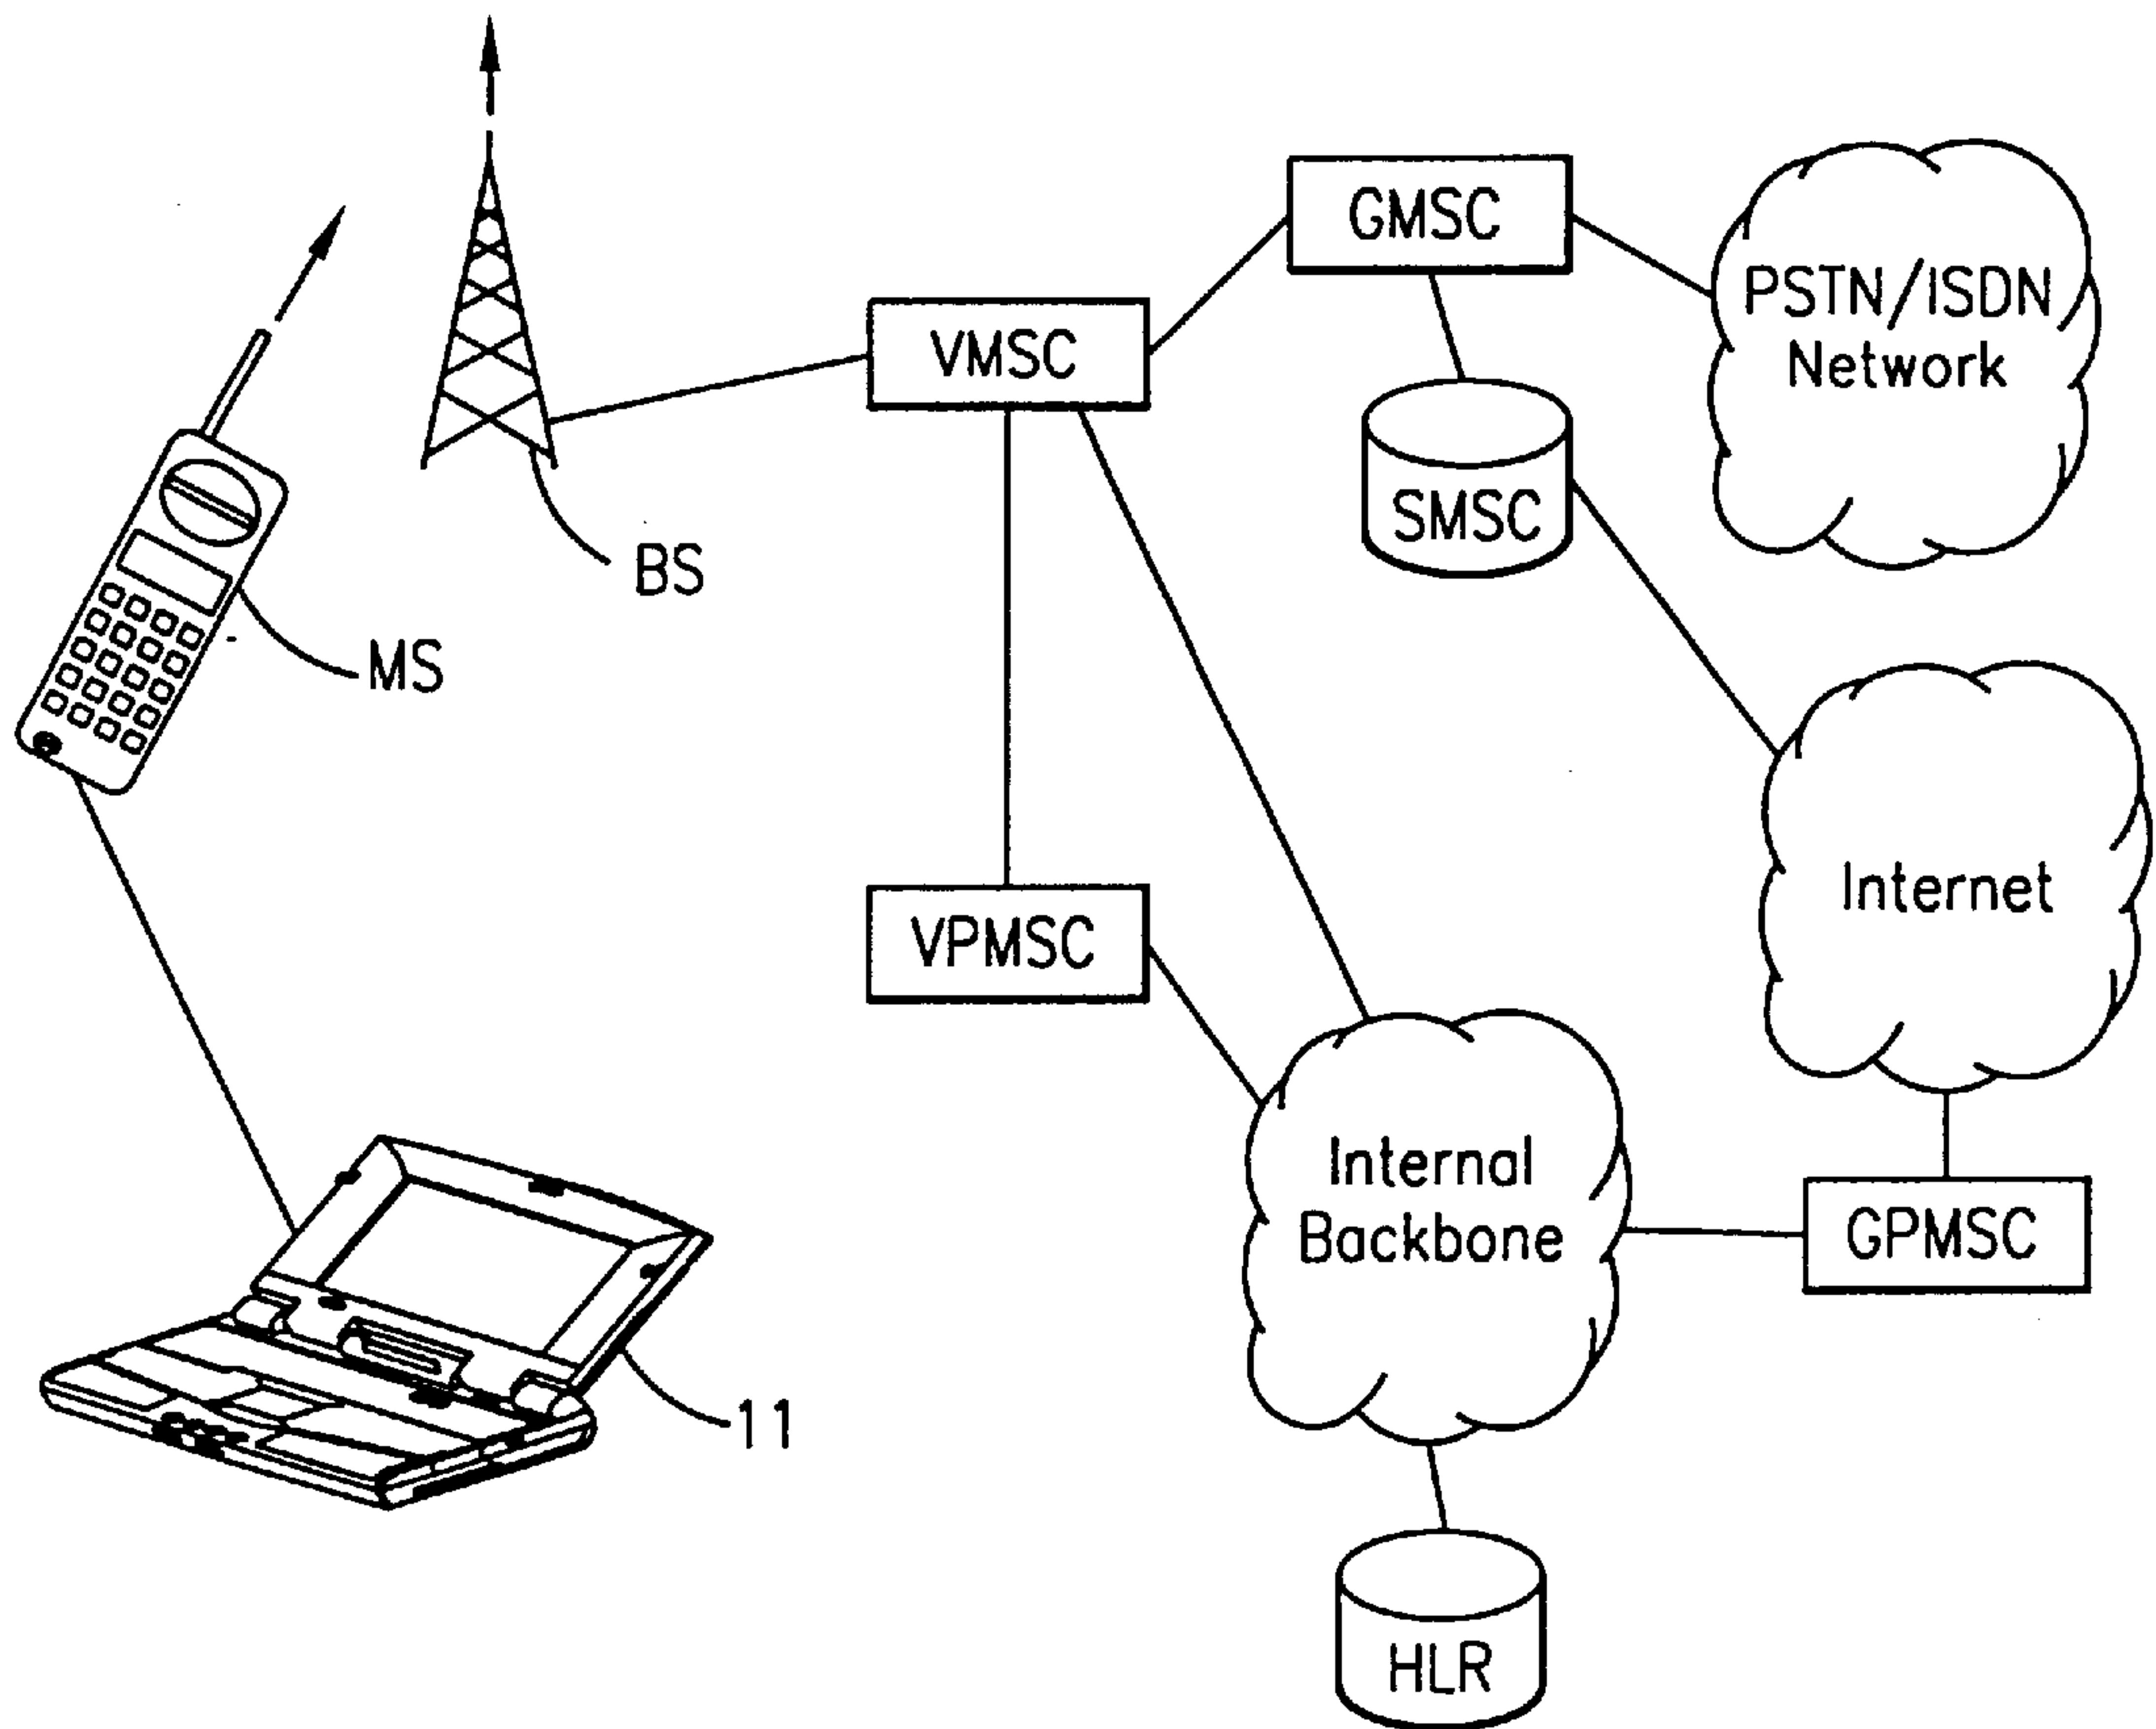 GMSC
PSTN/ISDN
Network
VMSC
SMSC
BS
MS
Internet
VPMSC
Internal
Backbone
GPMSC
11
HLR